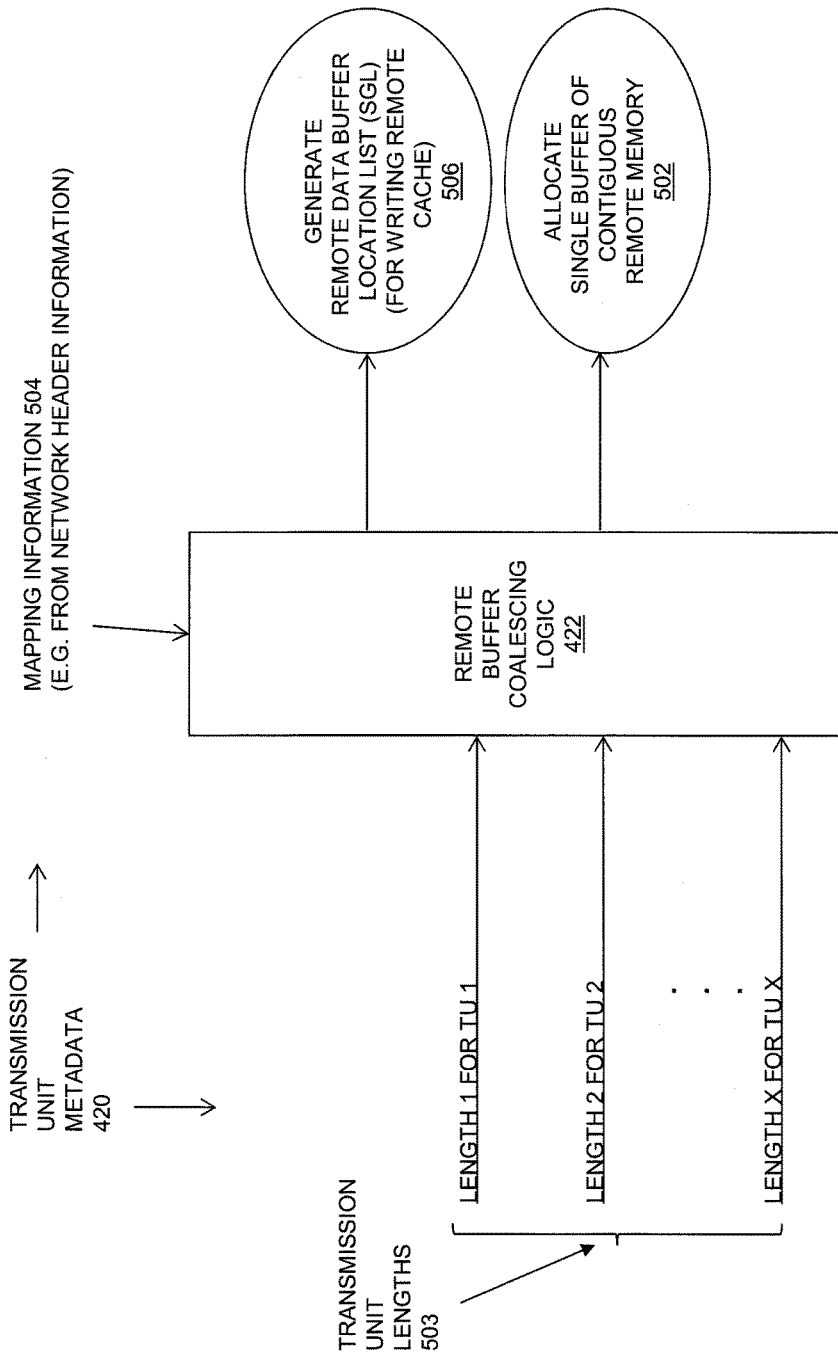 TRANSMISSION
UNIT
METADATA
420
MAPPING INFORMATION 504
(E.G. FROM NETWORK HEADER INFORMATION)
TRANSMISSION
UNIT
LENGTHS
503
LENGTH 1 FOR TU 1
LENGTH 2 FOR TU 2
. . .
LENGTH X FOR TU X
REMOTE
BUFFER
COALESCING
LOGIC
422
GENERATE
REMOTE DATA BUFFER
LOCATION LIST (SGL)
(FOR WRITING REMOTE
CACHE)
506
ALLOCATE
SINGLE BUFFER OF
CONTIGUOUS
REMOTE MEMORY
502